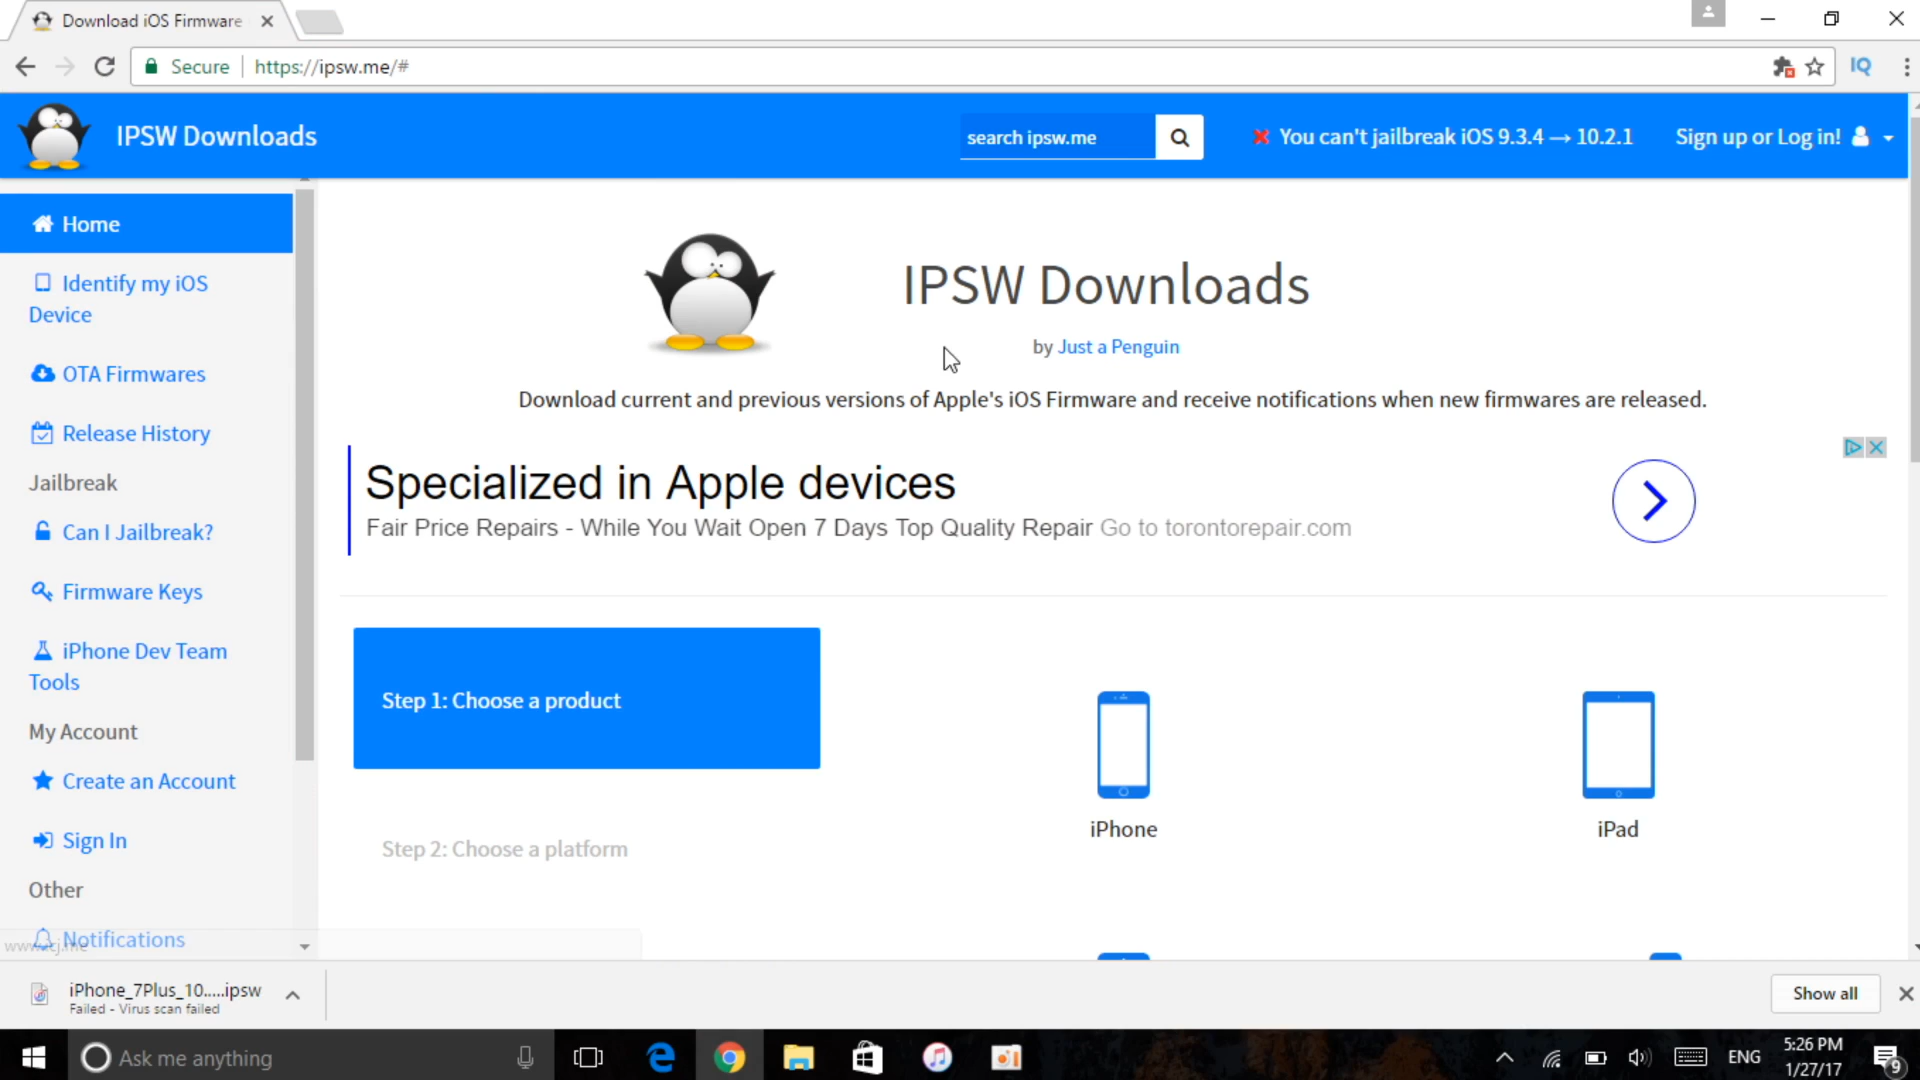 Download iOS Firmware
Secure
https://ipsw.me/#
IQ
IPSW Downloads
search ipsw.me
You can't jailbreak iOS 9.3.4 → 10.2.1
Sign up or Log in!
Home
Identify my iOS
Device
OTA Firmwares
Release History
Jailbreak
Can I Jailbreak?
Firmware Keys
iPhone Dev Team
Tools
My Account
Create an Account
Sign In
Other
Notifications
IPSW Downloads
by Just a Penguin
Download current and previous versions of Apple's iOS Firmware and receive notifications when new firmwares are released.
Specialized in Apple devices
Fair Price Repairs - While You Wait Open 7 Days Top Quality Repair Go to torontorepair.com
Step 1: Choose a product
Step 2: Choose a platform
iPhone
iPad
iPhone_7Plus_10.....ipsw
Failed - Virus scan failed
Show all
Ask me anything
ENG
5:26 PM
1/27/17
9